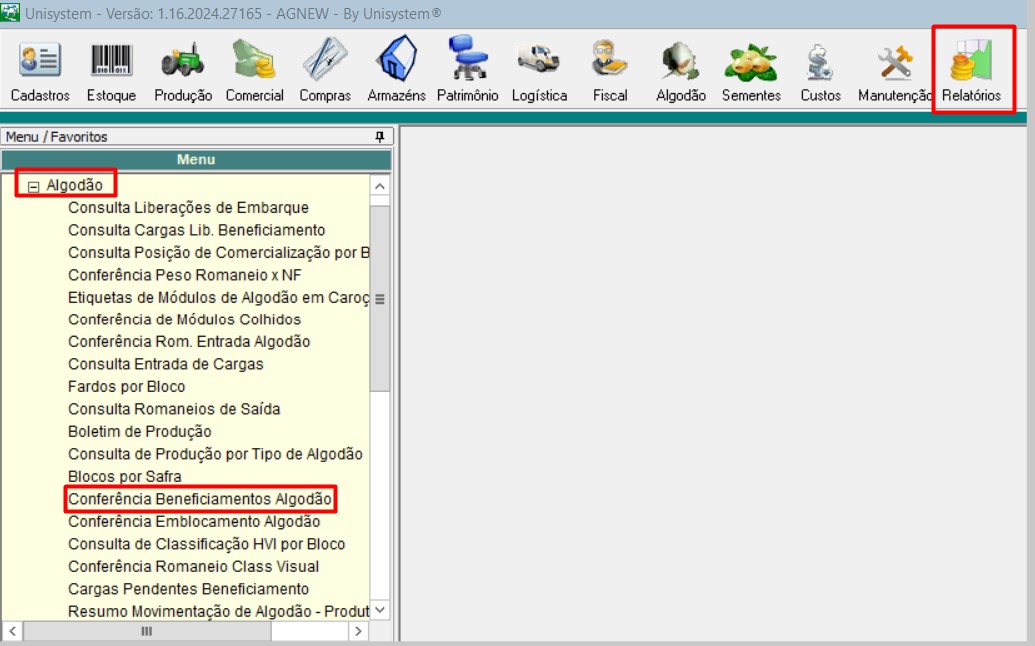 Unisystem - Versão: 1.16.2024.27165 - AGNEW - By Unisystem®
Cadastros Estoque Produção Comercial Compras Armazéns Patrimônio Logística Fiscal Algodão Sementes Custos Manutenção Relatórios
Menu / Favoritos
Menu
Algodão
Consulta Liberações de Embarque
Consulta Cargas Lib. Beneficiamento
Consulta Posição de Comercialização por B
Conferência Peso Romaneio x NF
Etiquetas de Módulos de Algodão em Caroç
Conferência de Módulos Colhidos
Conferência Rom. Entrada Algodão
Consulta Entrada de Cargas
Fardos por Bloco
Consulta Romaneios de Saída
Boletim de Produção
Consulta de Produção por Tipo de Algodão
Blocos por Safra
Conferência Beneficiamentos Algodão
Conferência Emblocamento Algodão
Consulta de Classificação HVI por Bloco
Conferência Romaneio Class Visual
Cargas Pendentes Beneficiamento
Resumo Movimentação de Algodão - Produt